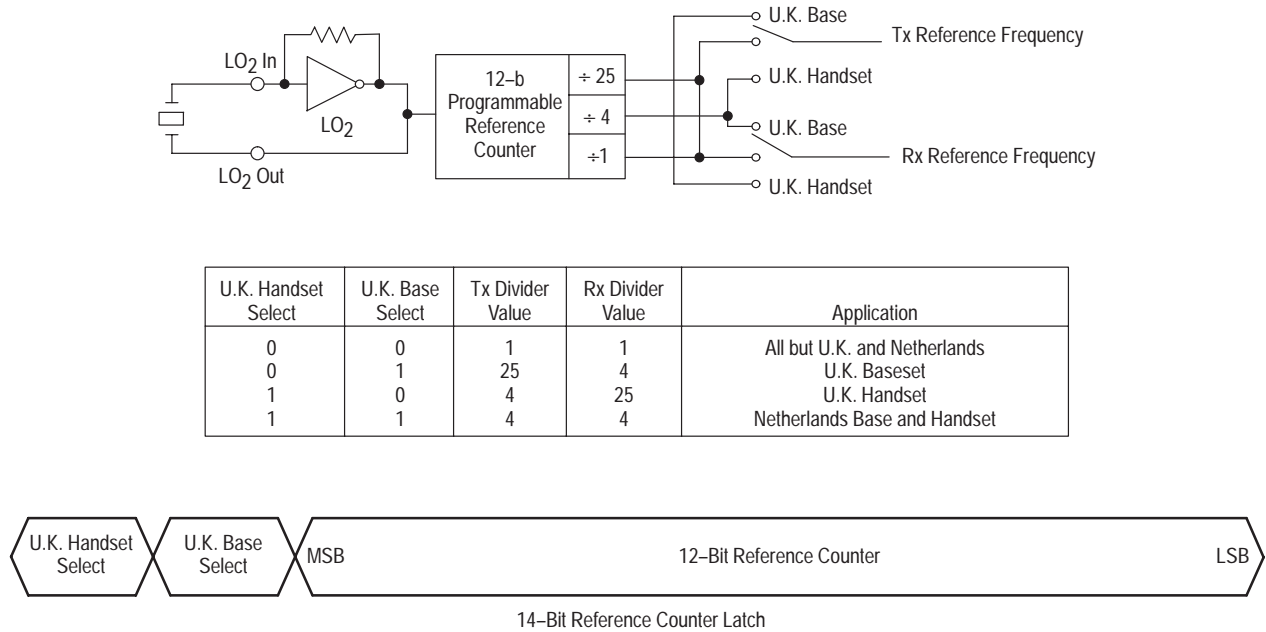 U.K. Base
Tx Reference Frequency
LO2 In
12–b
Programmable
Reference
Counter
÷ 25
÷ 4
÷1
U.K. Handset
LO2
U.K. Base
Rx Reference Frequency
LO2 Out
U.K. Handset
U.K. Handset Select | U.K. Base Select | Tx Divider Value | Rx Divider Value | Application
0 0 1 1 All but U.K. and Netherlands
0 1 25 4 U.K. Baseset
1 0 4 25 U.K. Handset
1 1 4 4 Netherlands Base and Handset
U.K. Handset
Select
U.K. Base
Select
MSB
12–Bit Reference Counter
LSB
14–Bit Reference Counter Latch